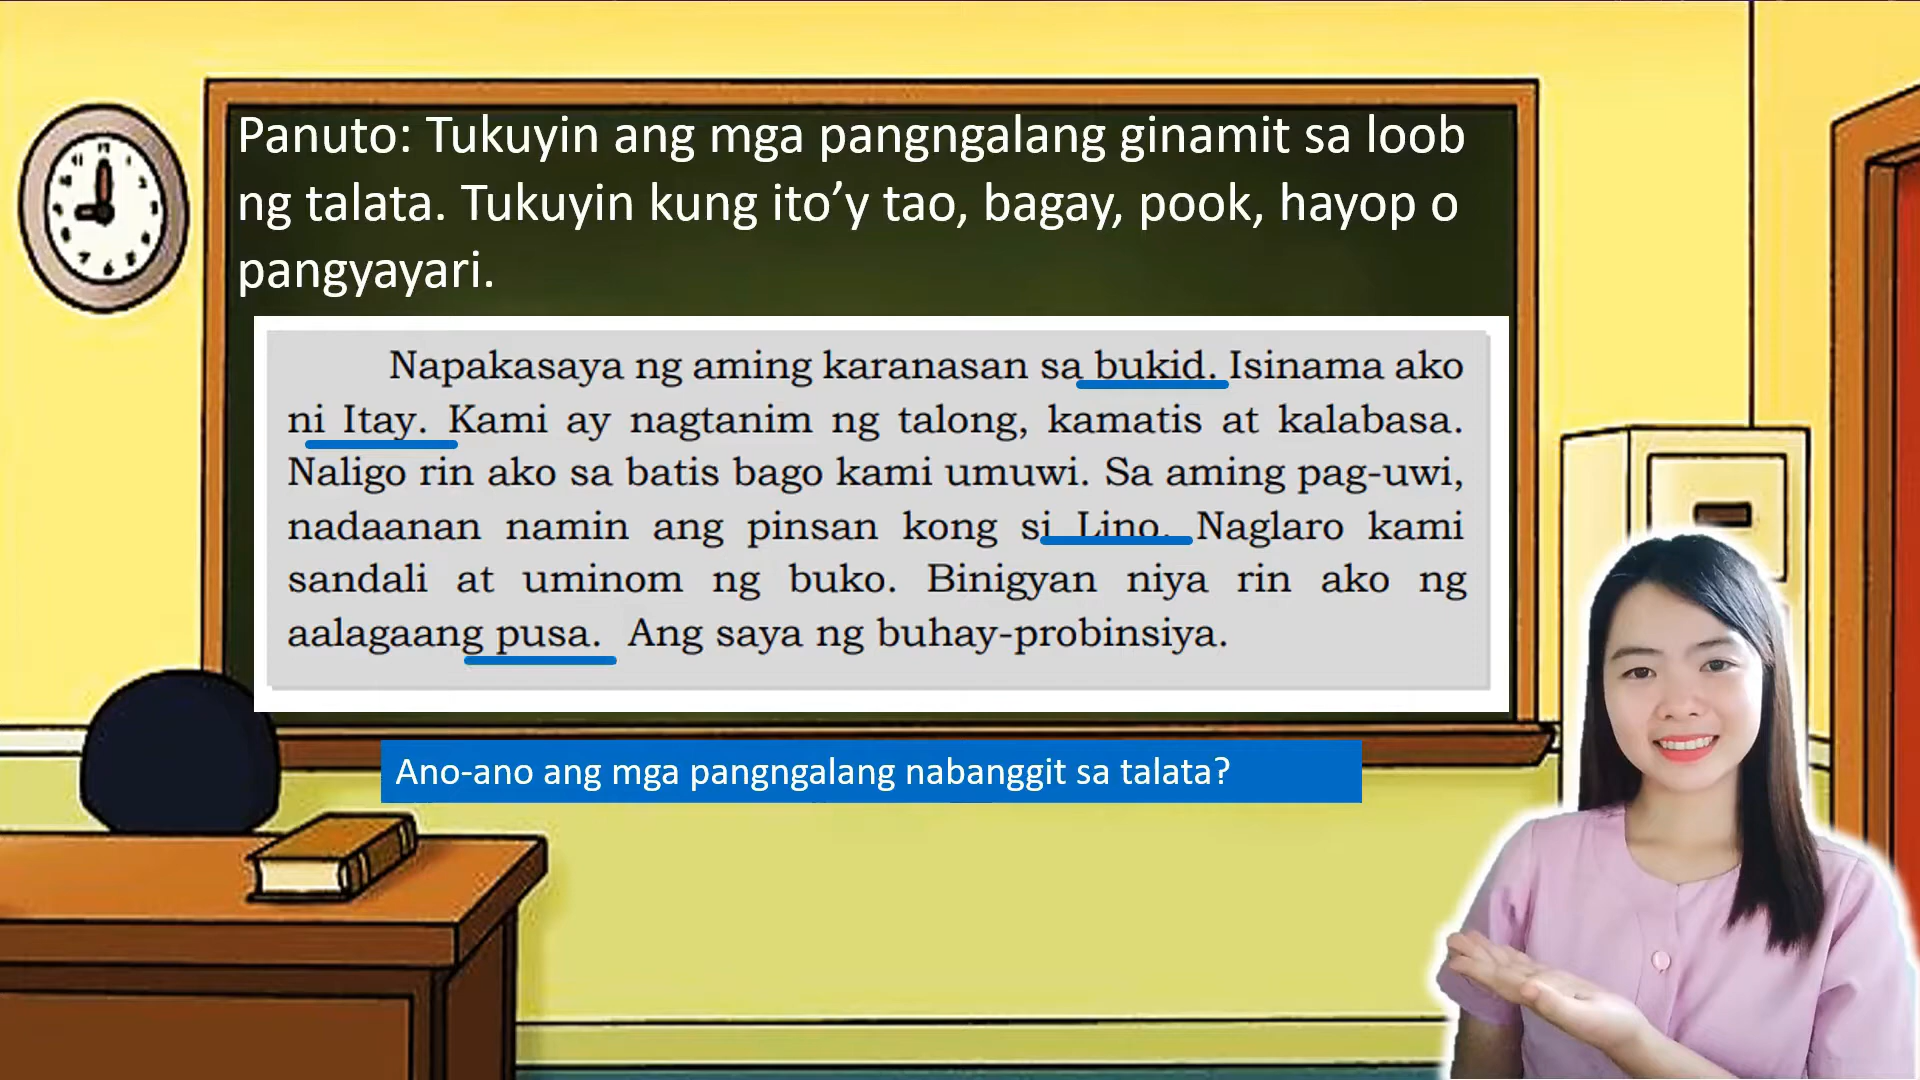 Panuto: Tukuyin ang mga pangngalang ginamit sa loob
ng talata. Tukuyin kung ito’y tao, bagay, pook, hayop o
pangyayari.
Napakasaya ng aming karanasan sa bukid. Isinama ako
ni Itay. Kami ay nagtanim ng talong, kamatis at kalabasa.
Naligo rin ako sa batis bago kami umuwi. Sa aming pag-uwi,
nadaanan namin ang pinsan kong si Lino. Naglaro kami
sandali at uminom ng buko. Binigyan niya rin ako ng
aalagaang pusa. Ang saya ng buhay-probinsiya.
Ano-ano ang mga pangngalang nabanggit sa talata?